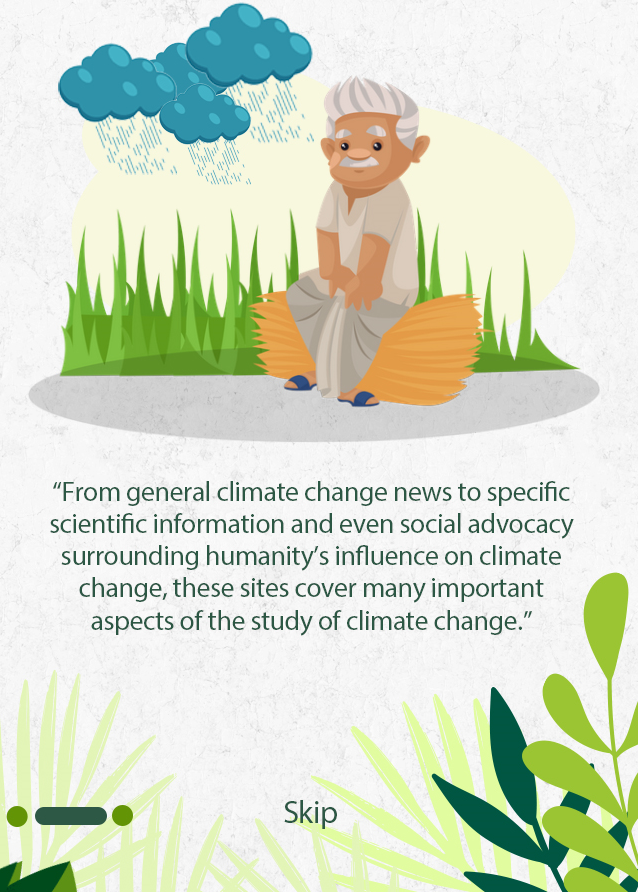 “From general climate change news to specific
scientific information and even social advocacy
surrounding humanity’s influence on climate
change, these sites cover many important
aspects of the study of climate change.”
Skip